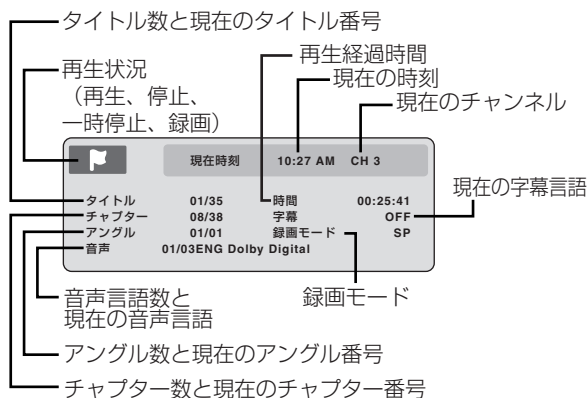 タイトル数と現在のタイトル番号
再生経過時間
再生状況
(再生、停止、
一時停止、録画)
現在の時刻
現在のチャンネル
現在時刻 10:27 AM CH 3
現在の字幕言語
タイトル 01/35 時間 00:25:41
チャプター 08/38 字幕 OFF
アングル 01/01 録画モード SP
音声 01/03ENG Dolby Digital
音声言語数と
現在の音声言語
録画モード
アングル数と現在のアングル番号
チャプター数と現在のチャプター番号